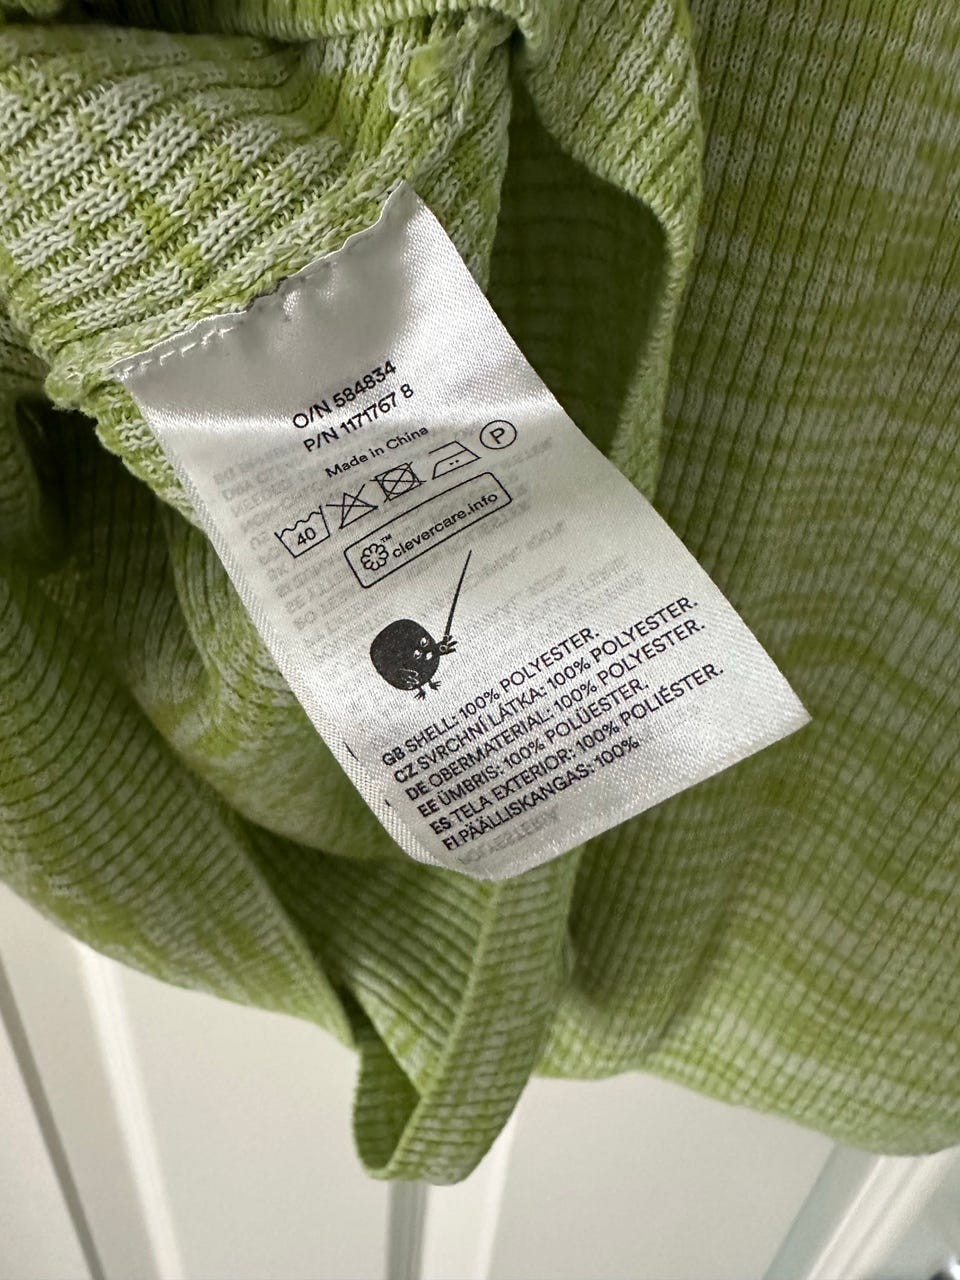 O/N 584834
P/N 1171767 8
Made in China
40
P
™ clevercare.info
GB SHELL: 100% POLYESTER.
CZ SVRCHNÍ LÁTKA: 100% POLYESTER.
DE OBERMATERIAL: 100% POLYESTER.
EE ÜMBRIS: 100% POLÜESTER.
ES TELA EXTERIOR: 100% POLIÉSTER.
FI PÄÄLLISKANGAS: 100%